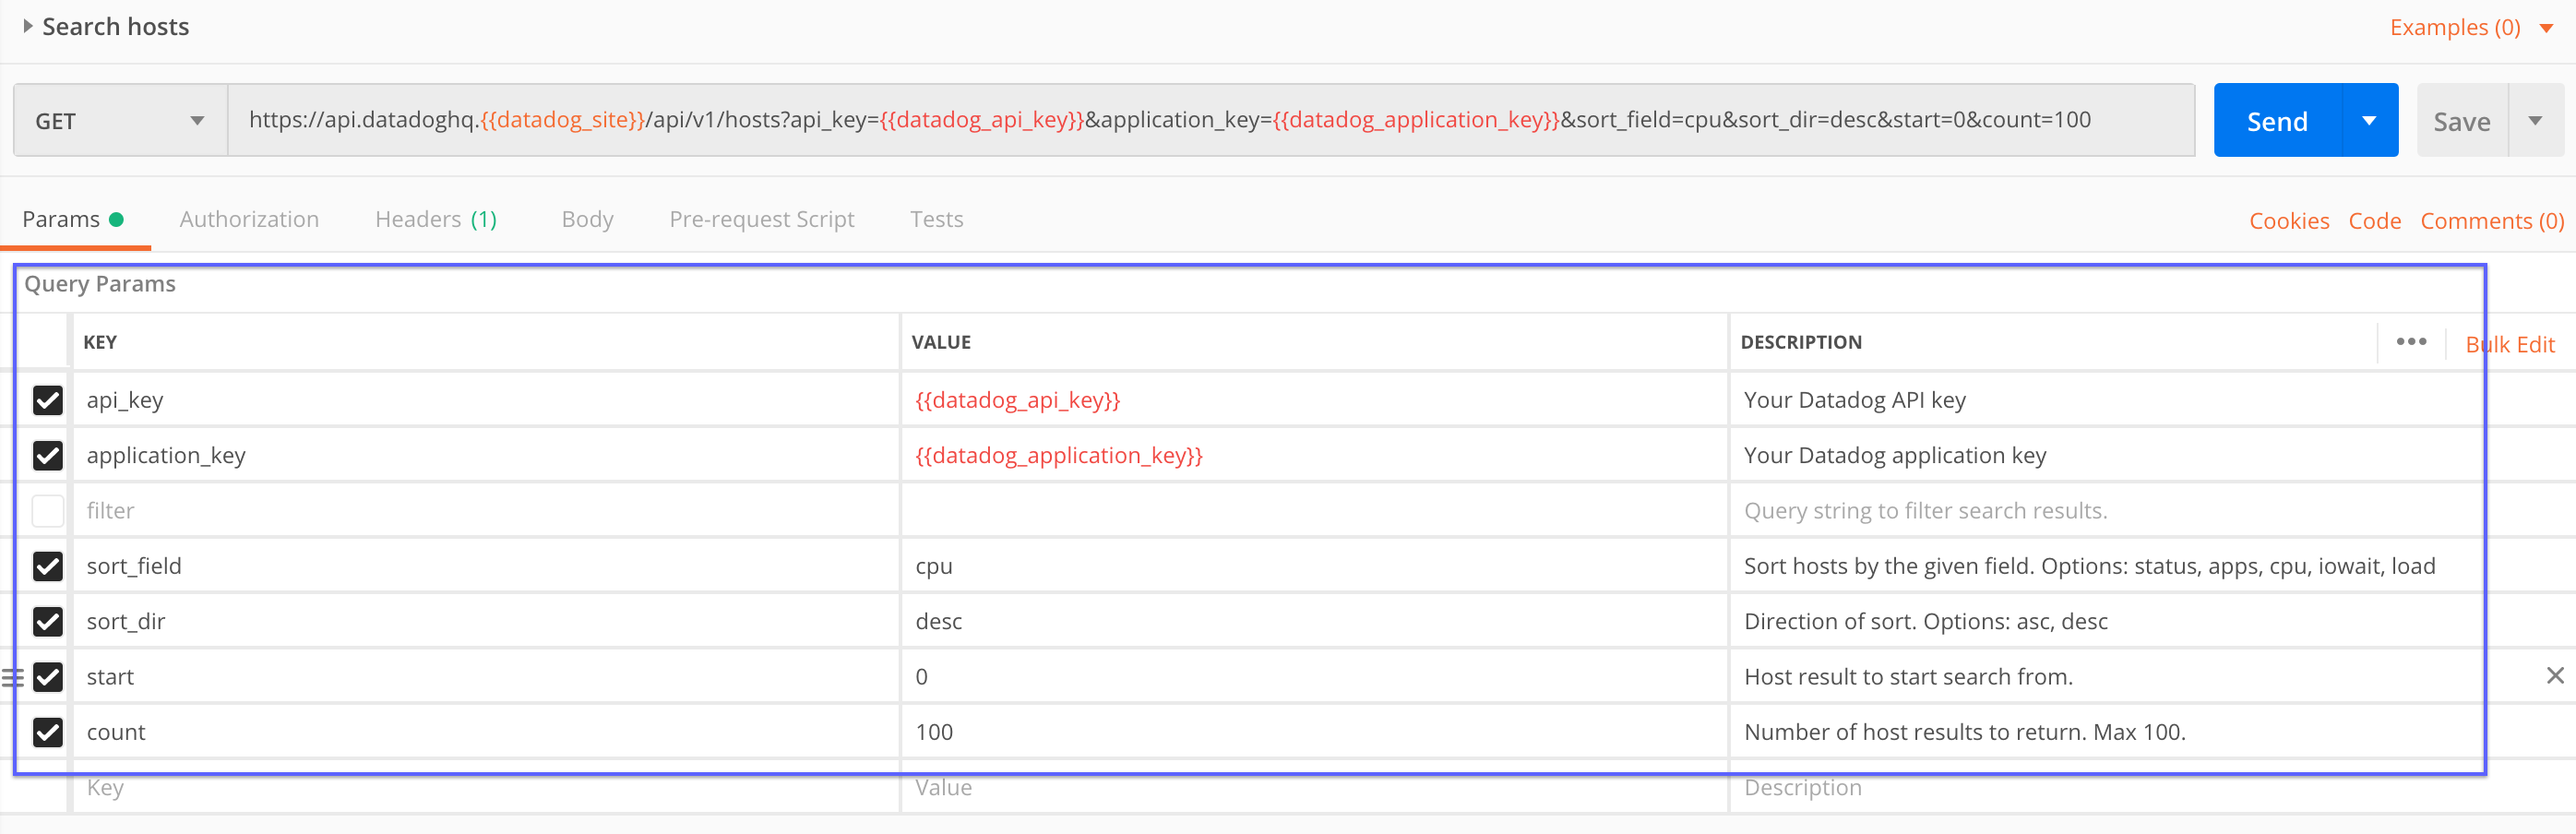 Search hosts
Examples (0)
GET https://api.datadoghq.{{datadog_site}}/api/v1/hosts?api_key={{datadog_api_key}}&application_key={{datadog_application_key}}&sort_field=cpu&sort_dir=desc&start=0&count=100 Send Save
Params Authorization Headers (1) Body Pre-request Script Tests Cookies Code Comments (0)
Query Params
KEY VALUE DESCRIPTION ••• Bulk Edit
api_key {{datadog_api_key}} Your Datadog API key
application_key {{datadog_application_key}} Your Datadog application key
filter Query string to filter search results.
sort_field cpu Sort hosts by the given field. Options: status, apps, cpu, iowait, load
sort_dir desc Direction of sort. Options: asc, desc
start 0 Host result to start search from.
count 100 Number of host results to return. Max 100.
Key Value Description